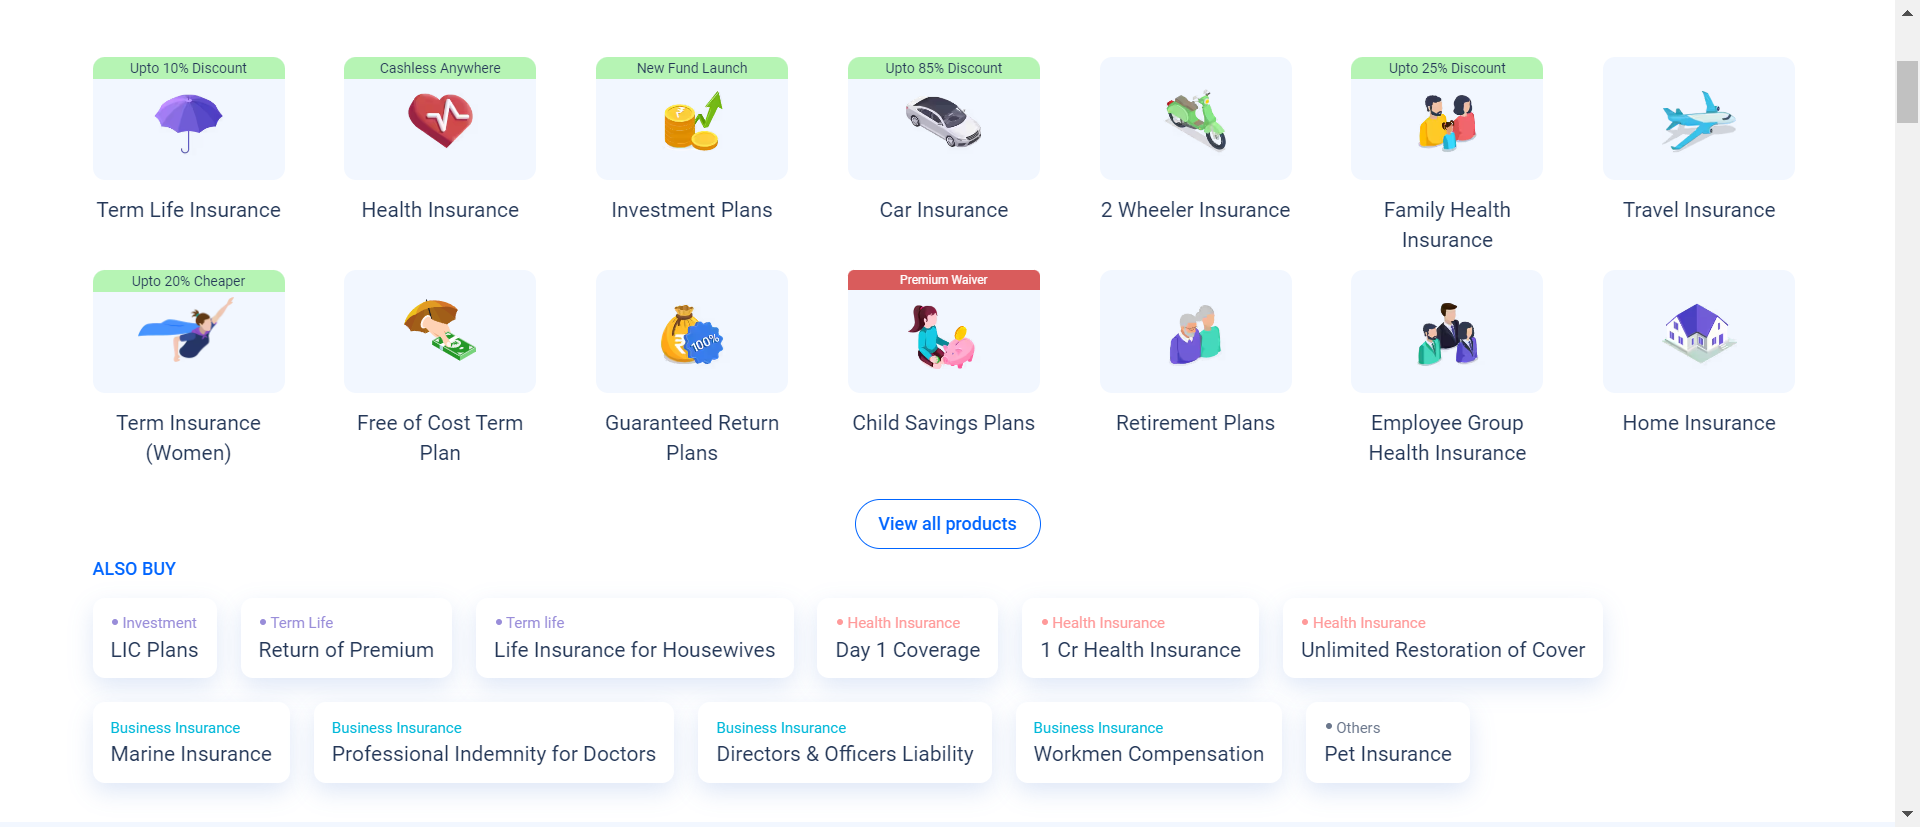 Upto 10% Discount
Cashless Anywhere
New Fund Launch
Upto 85% Discount
Upto 25% Discount
Term Life Insurance
Health Insurance
Investment Plans
Car Insurance
2 Wheeler Insurance
Family Health
Insurance
Travel Insurance
Upto 20% Cheaper
100%
Premium Waiver
Term Insurance
(Women)
Free of Cost Term
Plan
Guaranteed Return
Plans
Child Savings Plans
Retirement Plans
Employee Group
Health Insurance
Home Insurance
View all products
ALSO BUY
• Investment
LIC Plans
• Term Life
Return of Premium
• Term life
Life Insurance for Housewives
• Health Insurance
Day 1 Coverage
• Health Insurance
1 Cr Health Insurance
• Health Insurance
Unlimited Restoration of Cover
Business Insurance
Marine Insurance
Business Insurance
Professional Indemnity for Doctors
Business Insurance
Directors & Officers Liability
Business Insurance
Workmen Compensation
• Others
Pet Insurance